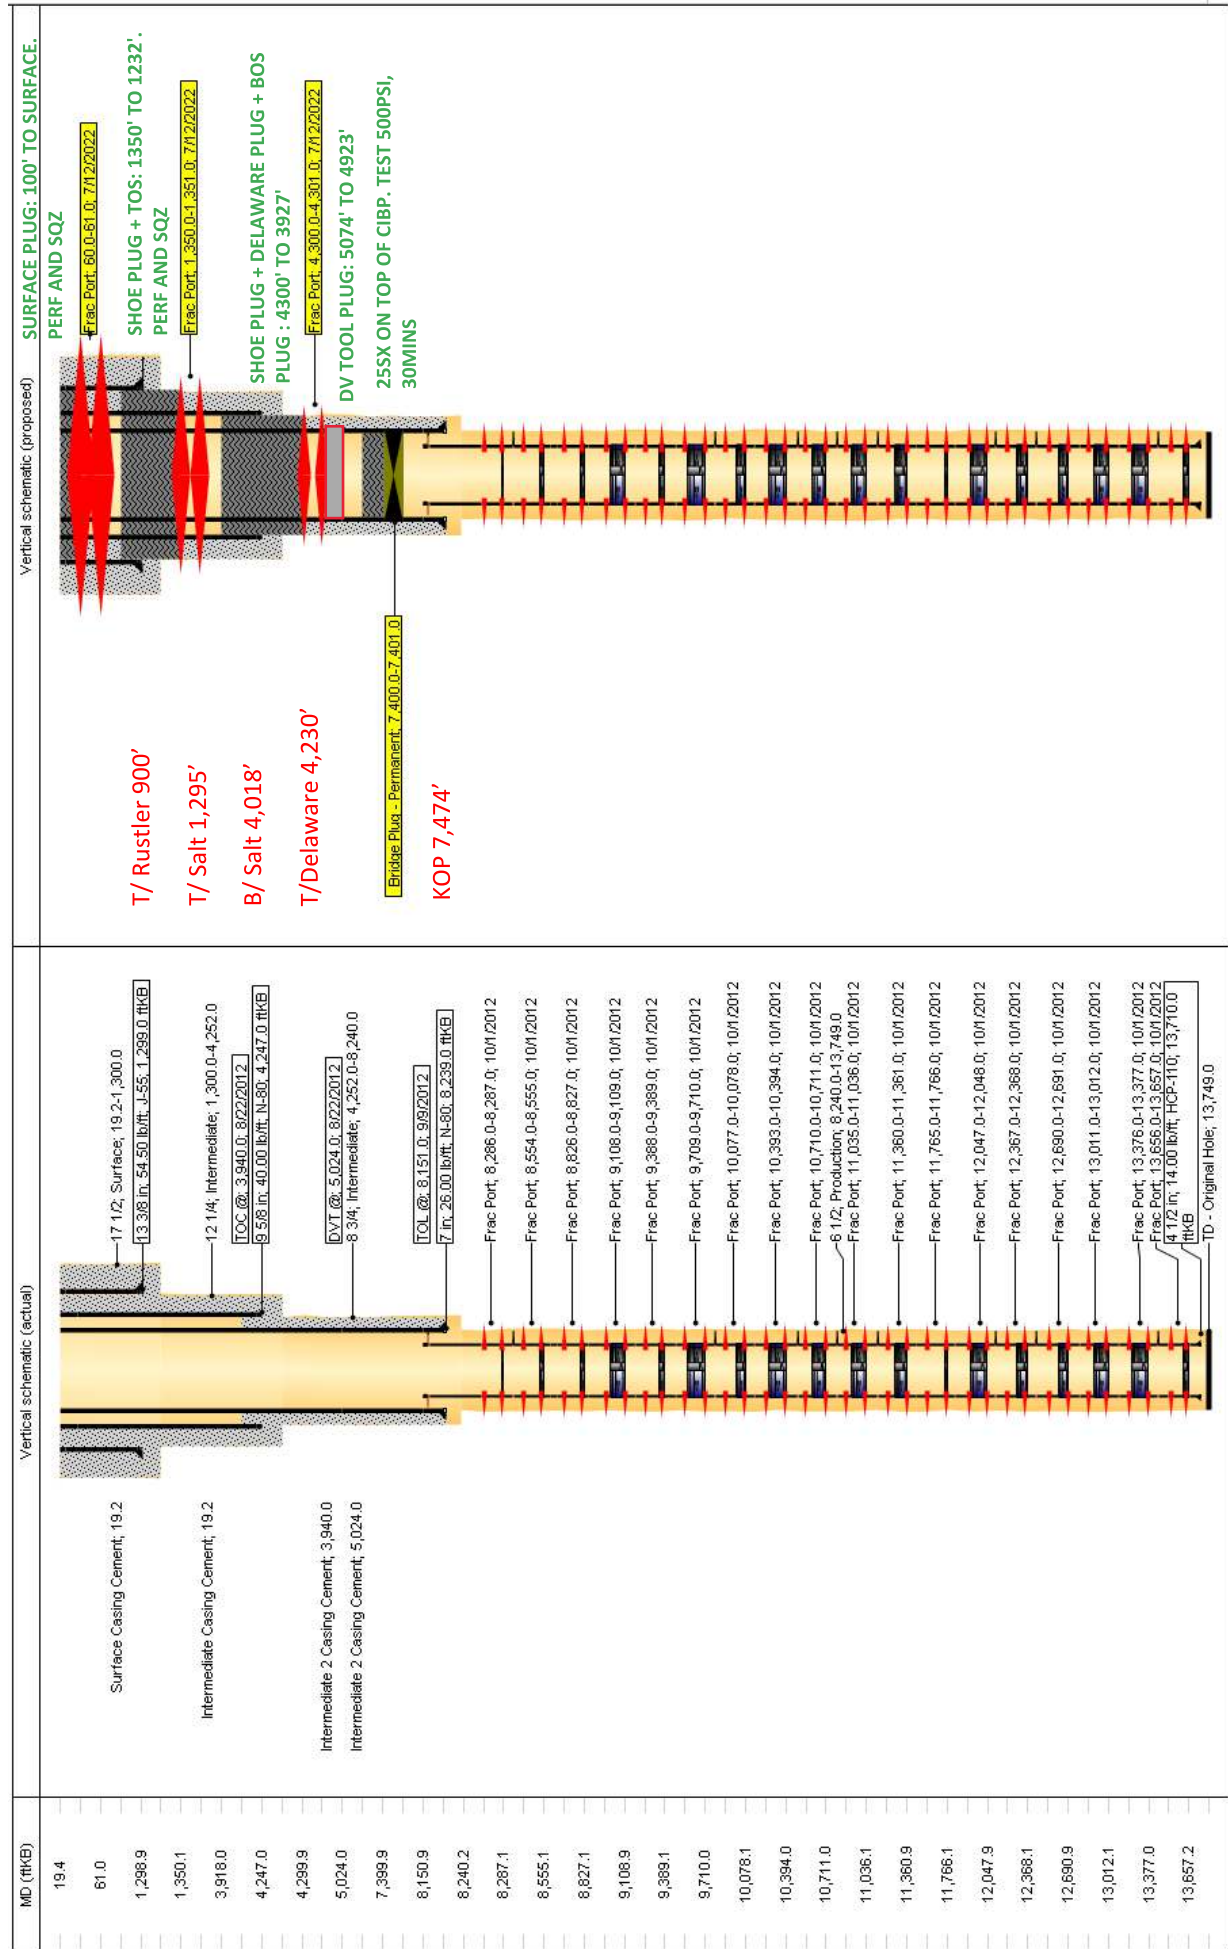 MD (ftKB)
19.4
61.0
1,298.9
1,350.1
3,918.0
4,247.0
4,299.9
5,024.0
7,399.9
8,150.9
8,240.2
8,287.1
8,555.1
8,827.1
9,108.9
9,389.1
9,710.0
10,078.1
10,394.0
10,711.0
11,036.1
11,360.9
11,766.1
12,047.9
12,368.1
12,690.9
13,012.1
13,377.0
13,657.2
Vertical schematic (actual)
Surface Casing Cement; 19.2
Intermediate Casing Cement; 19.2
Intermediate 2 Casing Cement; 3,940.0
Intermediate 2 Casing Cement; 5,024.0
17 1/2; Surface; 19.2-1,300.0
13 3/8 in; 54.50 lb/ft; J-55; 1,299.0 ftKB
12 1/4; Intermediate; 1,300.0-4,252.0
TOC @; 3,940.0; 8/22/2012
9 5/8 in; 40.00 lb/ft; N-80; 4,247.0 ftKB
DVT @; 5,024.0; 8/22/2012
8 3/4; Intermediate; 4,252.0-8,240.0
TOL @; 8,151.0; 9/9/2012
7 in; 26.00 lb/ft; N-80; 8,239.0 ftKB
Frac Port; 8,286.0-8,287.0; 10/1/2012
Frac Port; 8,554.0-8,555.0; 10/1/2012
Frac Port; 8,826.0-8,827.0; 10/1/2012
Frac Port; 9,108.0-9,109.0; 10/1/2012
Frac Port; 9,388.0-9,389.0; 10/1/2012
Frac Port; 9,709.0-9,710.0; 10/1/2012
Frac Port; 10,077.0-10,078.0; 10/1/2012
Frac Port; 10,393.0-10,394.0; 10/1/2012
Frac Port; 10,710.0-10,711.0; 10/1/2012
6 1/2; Production; 8,240.0-13,749.0
Frac Port; 11,035.0-11,036.0; 10/1/2012
Frac Port; 11,360.0-11,361.0; 10/1/2012
Frac Port; 11,765.0-11,766.0; 10/1/2012
Frac Port; 12,047.0-12,048.0; 10/1/2012
Frac Port; 12,367.0-12,368.0; 10/1/2012
Frac Port; 12,690.0-12,691.0; 10/1/2012
Frac Port; 13,011.0-13,012.0; 10/1/2012
Frac Port; 13,376.0-13,377.0; 10/1/2012
Frac Port; 13,656.0-13,657.0; 10/1/2012
4 1/2 in; 14.00 lb/ft; HCP-110; 13,710.0
ftKB
TD - Original Hole; 13,749.0
Vertical schematic (proposed)
T/ Rustler 900’
T/ Salt 1,295’
B/ Salt 4,018’
T/Delaware 4,230’
Bridge Plug - Permanent; 7,400.0-7,401.0
KOP 7,474’
SURFACE PLUG: 100' TO SURFACE.
PERF AND SQZ
Frac Port; 60.0-61.0; 7/12/2022
SHOE PLUG + TOS: 1350' TO 1232'.
PERF AND SQZ
Frac Port; 1,350.0-1,351.0; 7/12/2022
SHOE PLUG + DELAWARE PLUG + BOS
PLUG : 4300' TO 3927'
Frac Port; 4,300.0-4,301.0; 7/12/2022
DV TOOL PLUG: 5074' TO 4923'
25SX ON TOP OF CIBP. TEST 500PSI,
30MINS